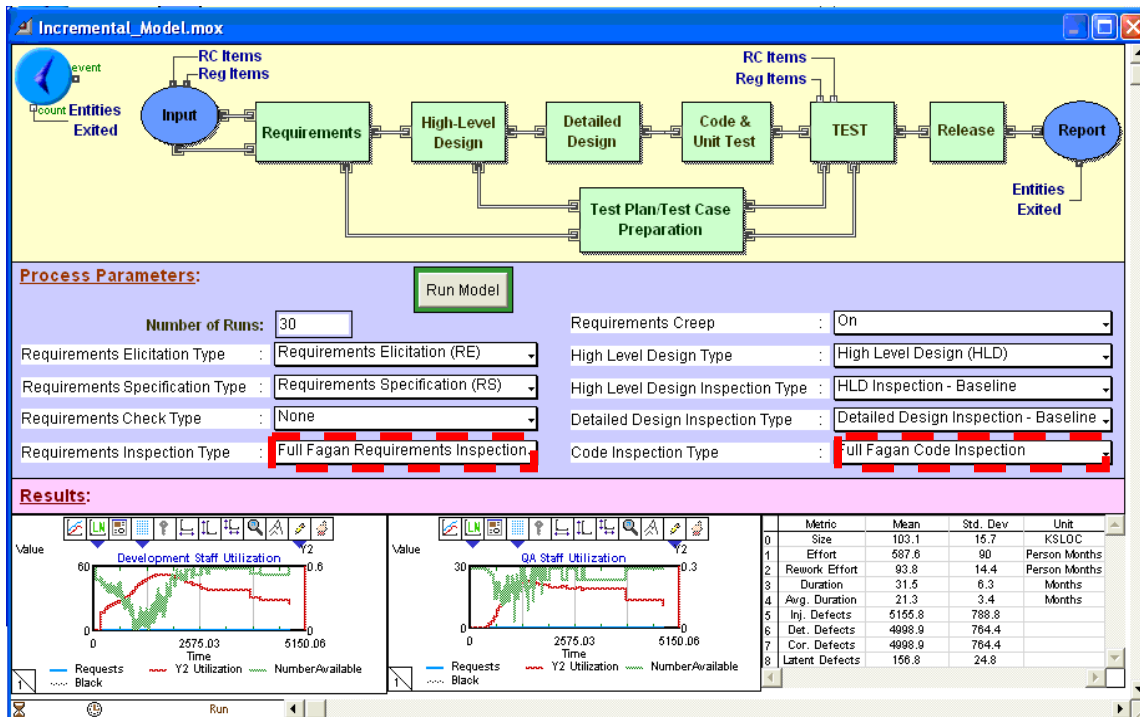 Incremental_Model.mox
event
count Entities
Exited
RC Items
Reg Items
RC Items
Reg Items
Input
Requirements
High-Level
Design
Detailed
Design
Code &
Unit Test
TEST
Release
Report
Entities
Exited
Test Plan/Test Case
Preparation
Process Parameters:
Run Model
Number of Runs: 30
Requirements Elicitation Type : Requirements Elicitation (RE)
Requirements Specification Type : Requirements Specification (RS)
Requirements Check Type : None
Requirements Inspection Type : Full Fagan Requirements Inspection
Requirements Creep : On
High Level Design Type : High Level Design (HLD)
High Level Design Inspection Type : HLD Inspection - Baseline
Detailed Design Inspection Type : Detailed Design Inspection - Baseline
Code Inspection Type : Full Fagan Code Inspection
Results:
LN
Value Y2
Development Staff Utilization
60 0.6
0
0 2575.03 5150.06
Time
Requests Y2 Utilization NumberAvailable
Black
1
LN
Value Y2
QA Staff Utilization
30 0.3
0
0 2575.03 5150.06
Time
Requests Y2 Utilization NumberAvailable
Black
1
Metric Mean Std. Dev Unit
0 Size 103.1 15.7 KSLOC
1 Effort 587.6 90 Person Months
2 Rework Effort 93.8 14.4 Person Months
3 Duration 31.5 6.3 Months
4 Avg. Duration 21.3 3.4 Months
5 Inj. Defects 5155.8 788.8
6 Det. Defects 4998.9 764.4
7 Cor. Defects 4998.9 764.4
8 Latent Defects 156.8 24.8
Run